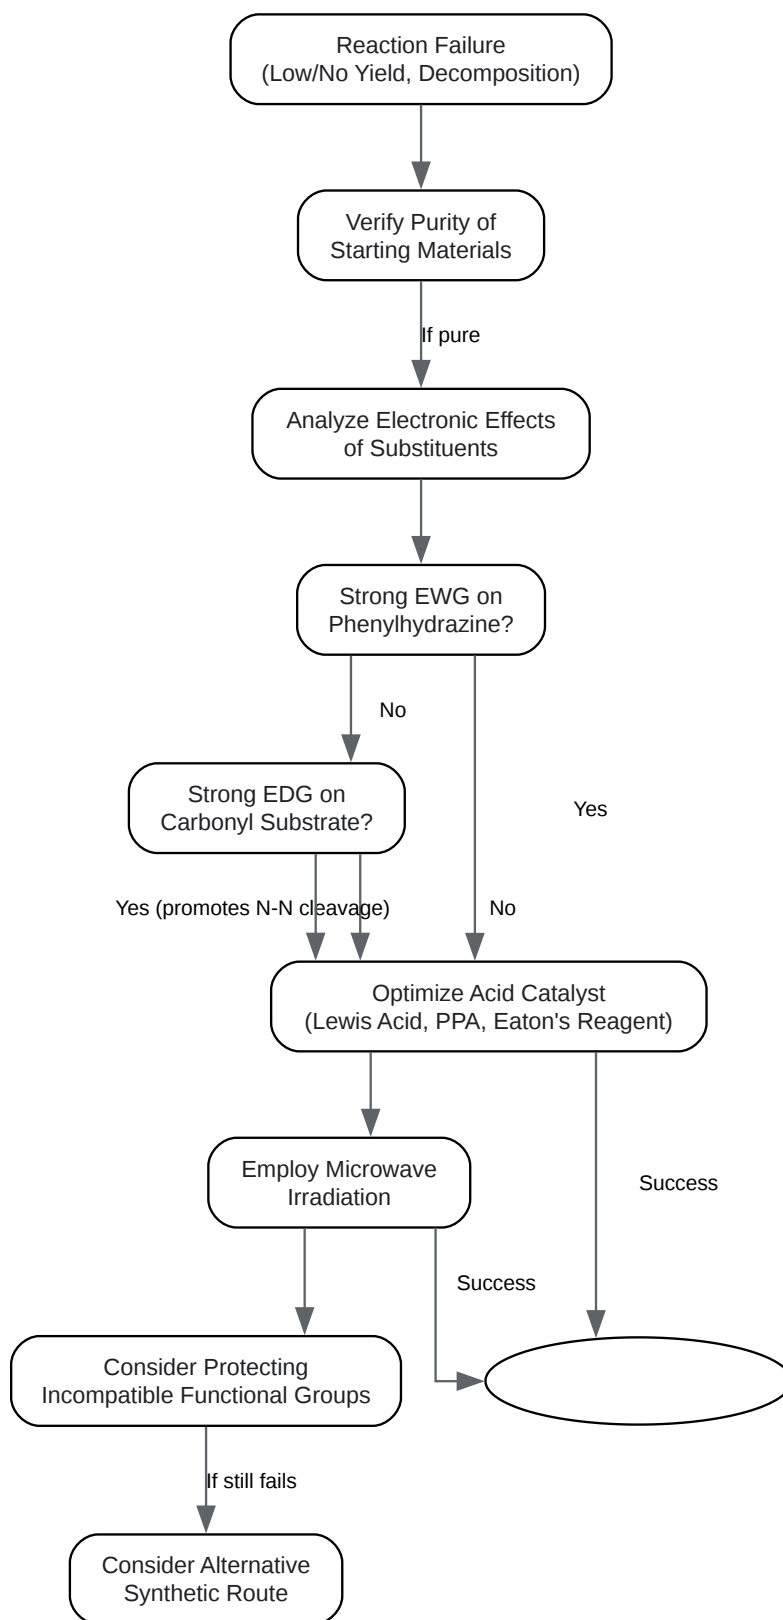 Reaction Failure
(Low/No Yield, Decomposition)
Verify Purity of
Starting Materials
If pure
Analyze Electronic Effects
of Substituents
Strong EWG on
Phenylhydrazine?
No
Strong EDG on
Carbonyl Substrate?
Yes
Yes (promotes N-N cleavage)
No
Optimize Acid Catalyst
(Lewis Acid, PPA, Eaton's Reagent)
Employ Microwave
Irradiation
Success
Success
Consider Protecting
Incompatible Functional Groups
If still fails
Consider Alternative
Synthetic Route